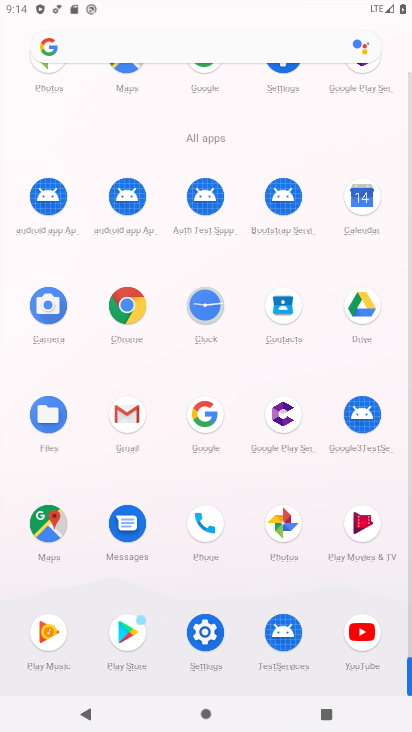 9:14 LTE
Photos Maps Google Settings Google Play Ser
All apps
android app Ap android app Ap Auth Test Supp Bootstrap Servi Calendar
14
Camera Chrome Clock Contacts Drive
Files Gmail Google Google Play Ser Google3TestSe
Maps Messages Phone Photos Play Movies & TV
Play Music Play Store Settings TestServices YouTube